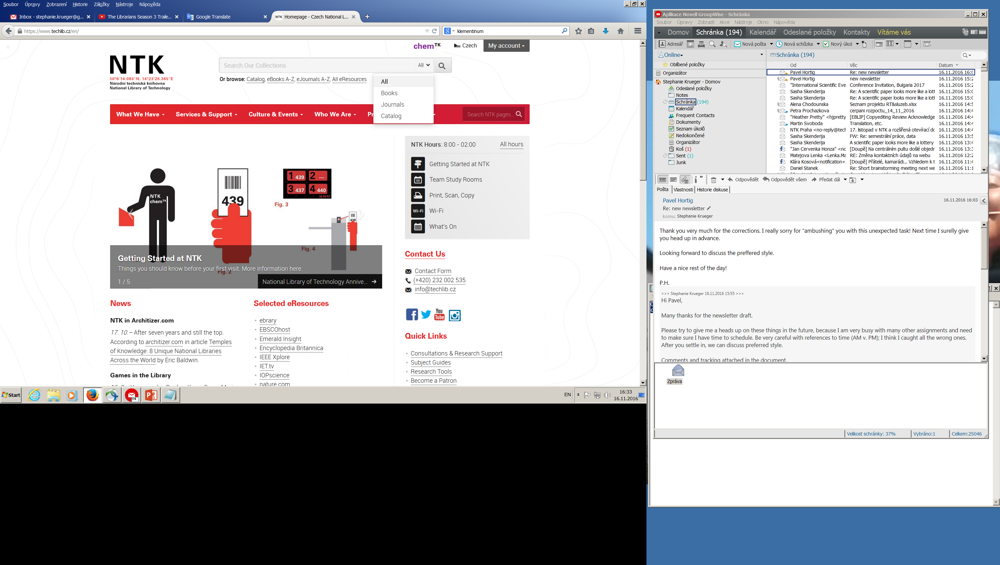 Soubor Úpravy Zobrazení Historie Záložky Nástroje Nápověda
Inbox - stephanie.krueger@g...
The Librarians Season 3 Traile...
Google Translate
NTK Homepage - Czech National L...
https://www.techlib.cz/en/
klementinum
chemTK
Czech
My account
NTK
50°6'14.083"N, 14°23'26.365"E
Národní technická knihovna
National Library of Technology
Search Our Collections
All
Or browse: Catalog, eBooks A-Z, eJournals A-Z, All eResources
All
Books
Journals
Catalog
What We Have
Services & Support
Culture & Events
Who We Are
Search NTK pages...
NTK
chemTK
439
1 439 2 ---
3 437 4 440
16:38:57
Fig. 3
439
Fig. 4
Fig. 2
Getting Started at NTK
Things you should know before your first visit. More information here.
1 / 5
National Library of Technology Annive...
NTK Hours: 8:00 - 02:00
All hours
Getting Started at NTK
Team Study Rooms
Print, Scan, Copy
Wi-Fi Wi-Fi
What's On
Contact Us
Contact Form
(+420) 232 002 535
info@techlib.cz
You Tube
Quick Links
Consultations & Research Support
Subject Guides
Research Tools
Become a Patron
News
NTK in Architizer.com
17. 10. – After seven years and still the top.
According to architizer.com in article Temples
of Knowledge: 8 Unique National Libraries
Across the World by Eric Baldwin.
Games in the Library
Selected eResources
ebrary
EBSCOhost
Emerald Insight
Encyclopedia Britannica
IEEE Xplore
IET.tv
IOPscience
nature.com
Start
194
EN
16:33
16.11.2016
Aplikace Novell GroupWise - Schránka
Soubor Úpravy Zobrazit Akce Nástroje Okno Nápověda
Domov Schránka (194) Kalendář Odeslané položky Kontakty Vítáme vás
Adresář
Nová pošta
Nová schůzka
Nový úkol
Online
Schránka (194)
Oblíbené položky
Organizátor
Stephanie Krueger - Domov
Odeslané položky
Notes
Schránka (194)
Kalendář
Frequent Contacts
Dokumenty
Seznam úkolů
Nedokončené
Organizátor
Koš (1)
Sent (1)
Junk
Od Věc Datum
Pavel Hortig Re: new newsletter 16.11.2016 16:0
Pavel Hortig new newsletter 16.11.2016 15:2
"International Scientific Eve Conference Invitation, Bulgaria 2017 16.11.2016 15:2
Sasha Skenderija Re: A scientific paper looks more like a lott 16.11.2016 15:0
Sasha Skenderija Re: A scientific paper looks more like a lott 16.11.2016 15:0
Alena Chodounska Seznam projektu RT&sluzeb.xlsx 16.11.2016 14:5
Petra Prochazkova cerpani rozpoctu_14_11_2016 16.11.2016 14:4
"Heather Pretty" <hjpretty [EBLIP] Copyediting Review Acknowledge 16.11.2016 14:4
Martin Svoboda Translation, etc. 16.11.2016 14:4
NTK Praha <no-reply@tech 17. listopad v NTK a rozšířená otevírací do 16.11.2016 14:4
Sasha Skenderija FW: Re: semestrální práce, data 16.11.2016 13:5
Sasha Skenderija A scientific paper looks more like a lottery 16.11.2016 13:4
"Jan Cervenka Honza" <nc [Doupě] Na centrálním pultu došlé objedr 16.11.2016 13:3
Matejova Lenka <Lenka.Ma RE: Změna kontaktních údajů na webu 16.11.2016 12:2
Klára Kosová<notification+ [Doupě] Přátelé, kamarádi... Vzhledem k t 16.11.2016 11:4
Daniel Stanek Re: Short brainstorming meeting next we 16.11.2016 11:1
Odpovědět
Odpovědět všem
Předat dál
Pošta Vlastnosti Historie diskuse
Pavel Hortig
16.11.2016 16:03
Re: new newsletter
komu: Stephanie Krueger
Thank you very much for the corrections. I really sorry for "ambushing" you with this unexpected task! Next time I surelly give
you head up in advance.
Looking forward to discuss the preffered style.
Have a nice rest of the day!
P.H.
>>> Stephanie Krueger 16.11.2016 15:55 >>>
Hi Pavel,
Many thanks for the newsletter draft.
Please try to give me a heads up on these things in the future, because I am very busy with many other assignments and need
to make sure I have time to schedule. Be very careful with references to time (AM v. PM); I think I caught all the wrong ones.
After you settle in, we can discuss preferred style.
Comments and tracking attached in the document.
Zpráva
Velikost schránky: 37%
Vybráno:1
Celkem:25046